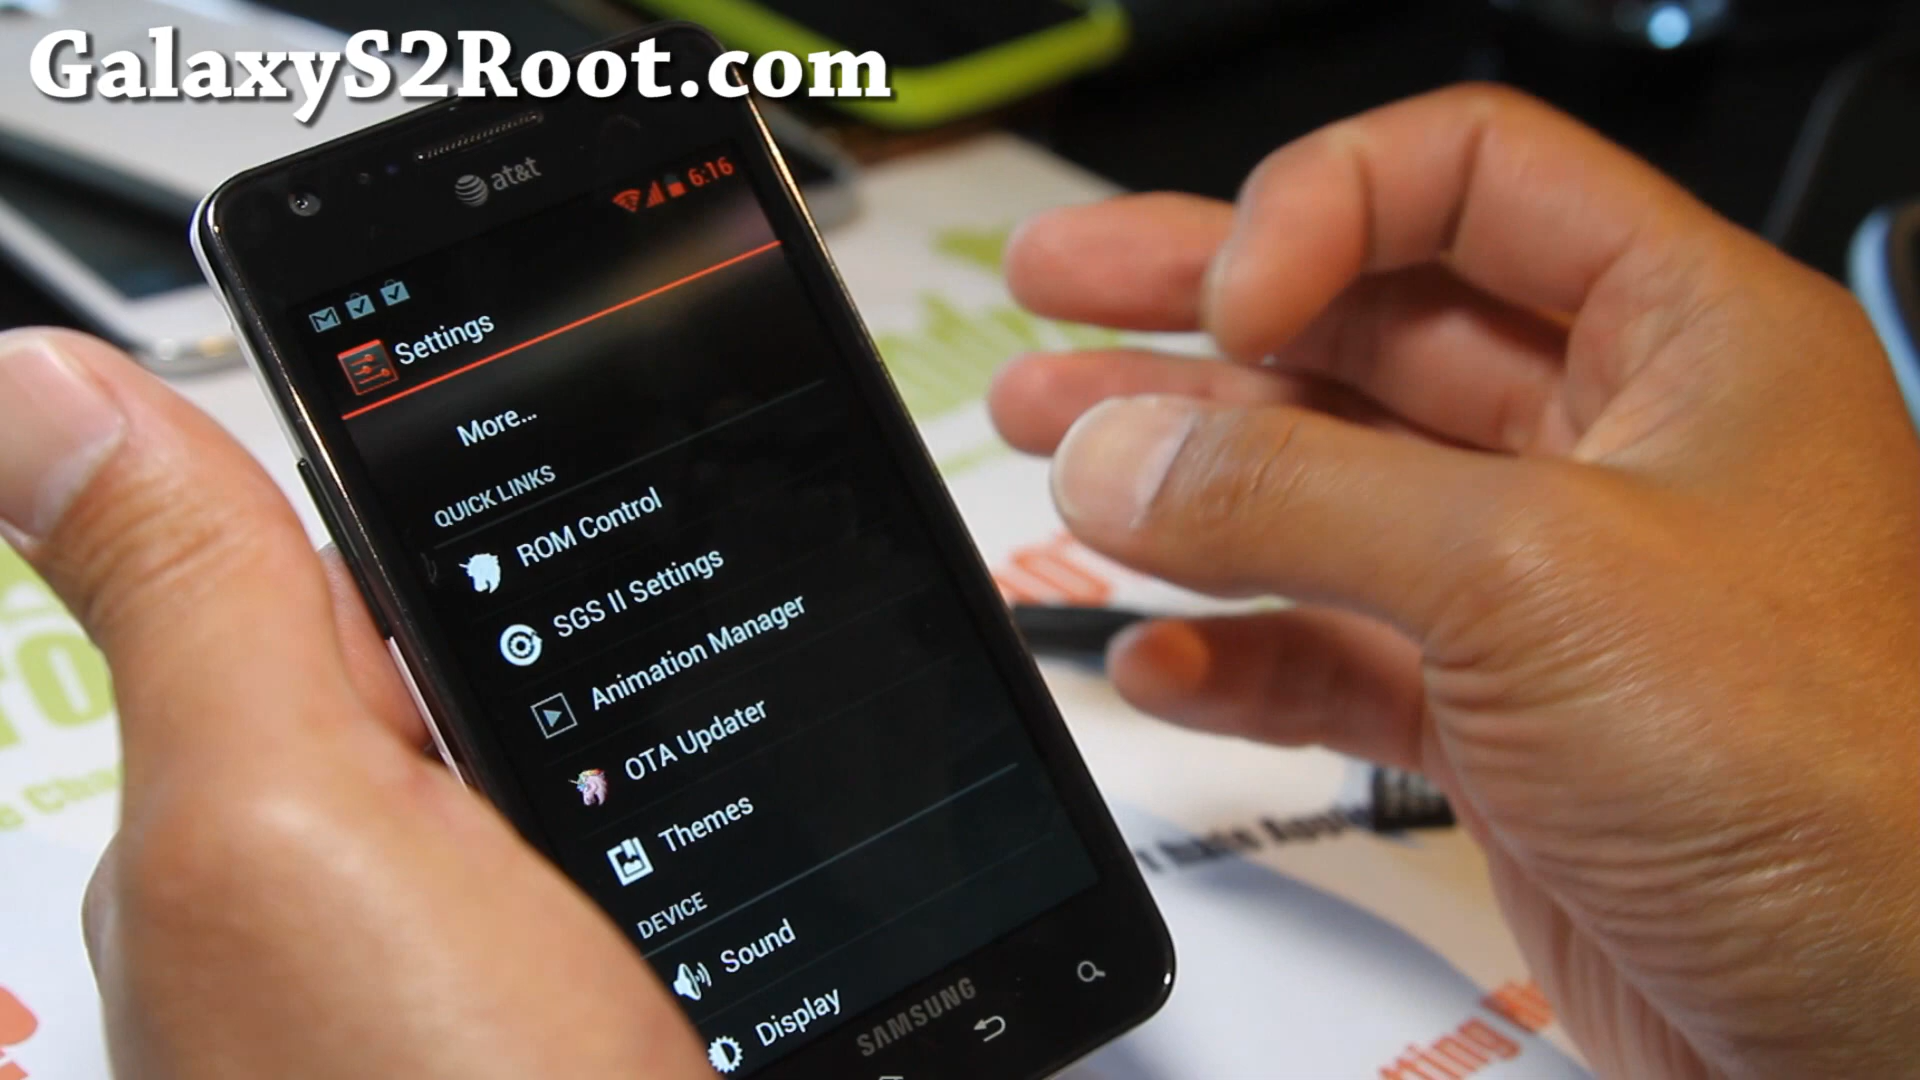 GalaxyS2Root.com
at&t
6:16
Settings
More...
QUICK LINKS
ROM Control
SGS II Settings
Animation Manager
OTA Updater
Themes
DEVICE
Sound
Display
SAMSUNG